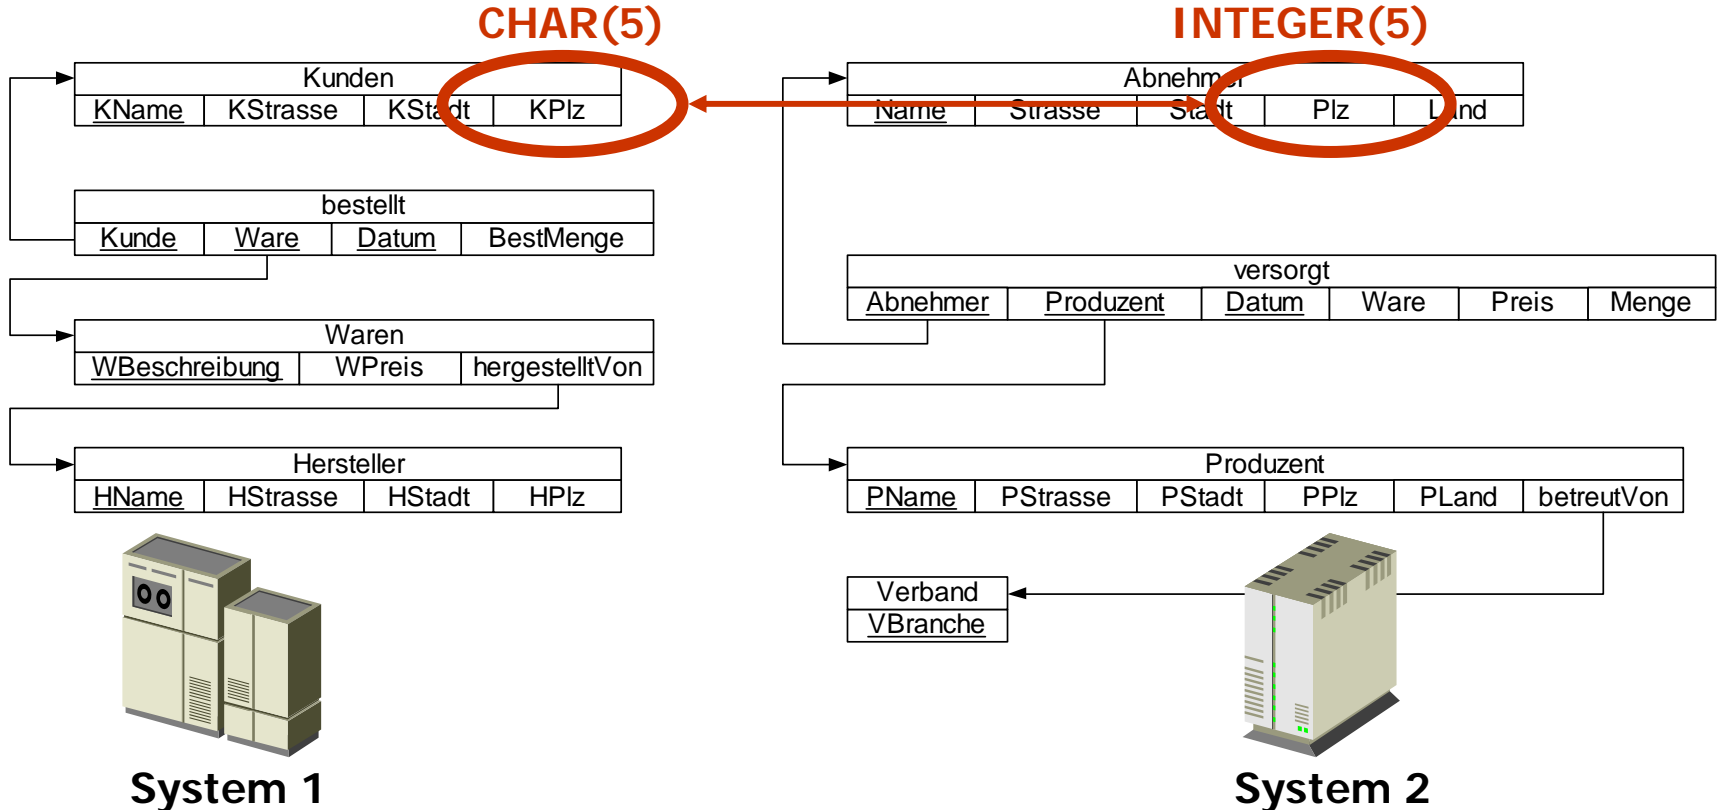 CHAR(5)
INTEGER(5)
Kunden
KName KStrasse KStadt KPlz
Abnehmer
Name Strasse Stadt Plz Land
bestellt
Kunde Ware Datum BestMenge
versorgt
Abnehmer Produzent Datum Ware Preis Menge
Waren
WBeschreibung WPreis hergestelltVon
Hersteller
HName HStrasse HStadt HPlz
Produzent
PName PStrasse PStadt PPlz PLand betreutVon
Verband
VBranche
System 1
System 2